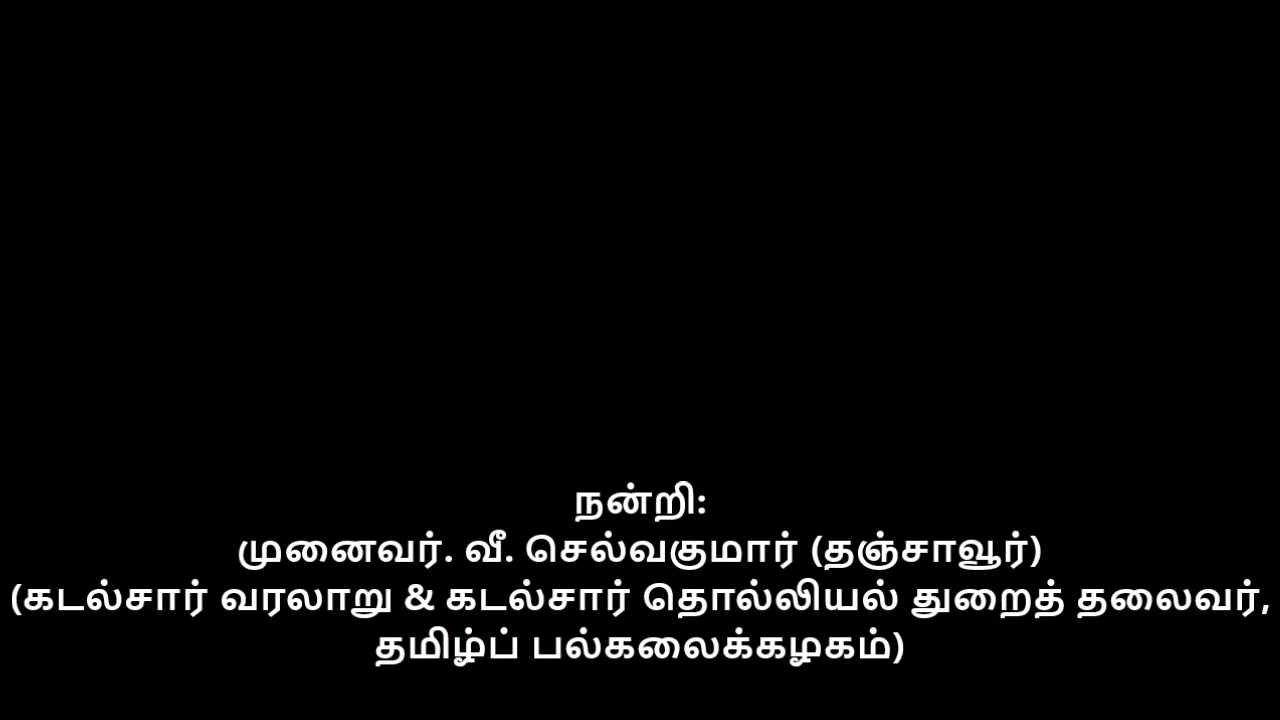 நன்றி:
முனைவர். வீ. செல்வகுமார் (தஞ்சாவூர்)
(கடல்சார் வரலாறு & கடல்சார் தொல்லியல் துறைத் தலைவர்,
தமிழ்ப் பல்கலைக்கழகம்)